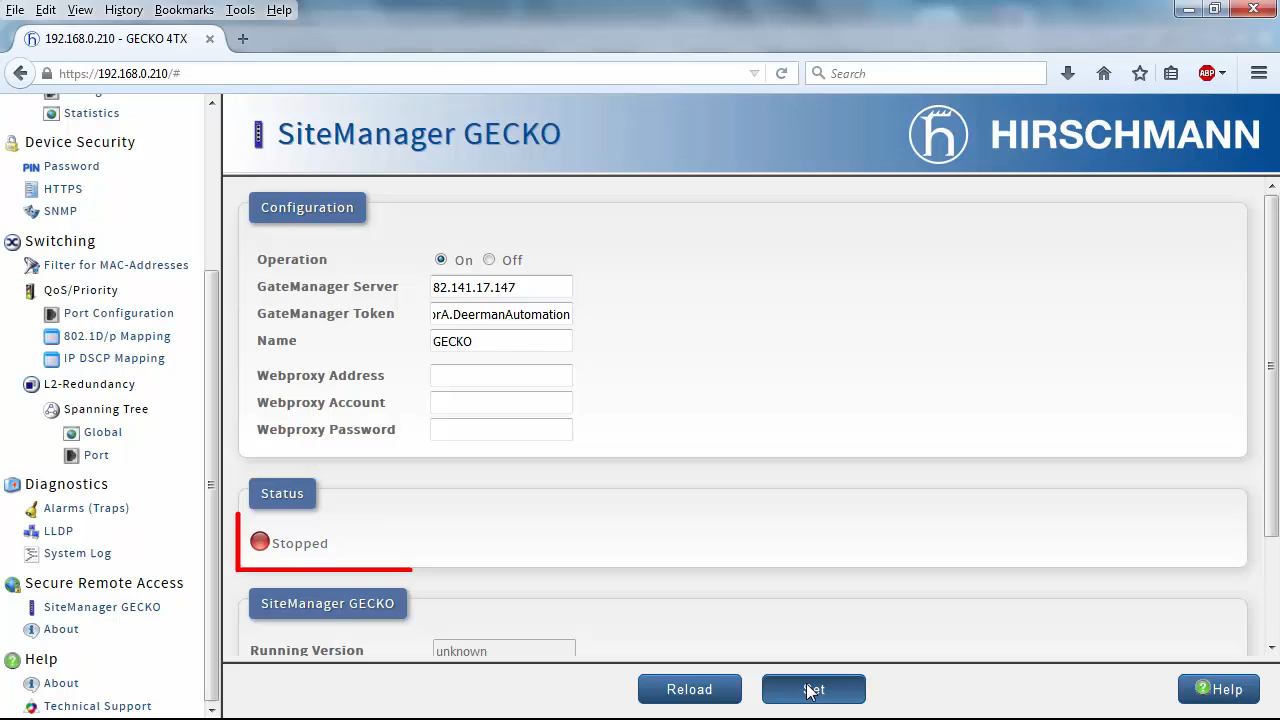 File Edit View History Bookmarks Tools Help
192.168.0.210 - GECKO 4TX
https://192.168.0.210/#
Search
ABP
Statistics
Device Security
PIN Password
HTTPS
SNMP
Switching
Filter for MAC-Addresses
QoS/Priority
Port Configuration
802.1D/p Mapping
IP DSCP Mapping
L2-Redundancy
Spanning Tree
Global
Port
Diagnostics
Alarms (Traps)
LLDP
System Log
Secure Remote Access
SiteManager GECKO
About
Help
About
Technical Support
SiteManager GECKO
HIRSCHMANN
Configuration
Operation On Off
GateManager Server 82.141.17.147
GateManager Token orA.DeermanAutomation
Name GECKO
Webproxy Address
Webproxy Account
Webproxy Password
Status
Stopped
SiteManager GECKO
Running Version unknown
Reload Set Help